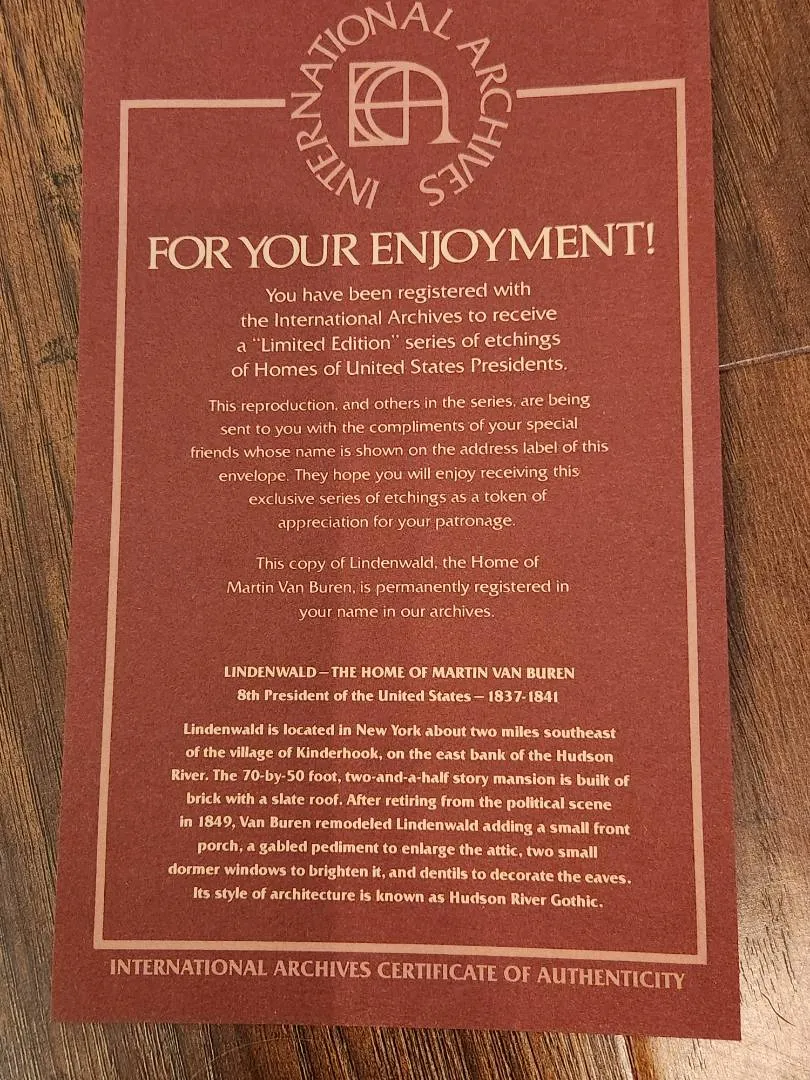 INTERNATIONAL ARCHIVES
FOR YOUR ENJOYMENT!
You have been registered with
the International Archives to receive
a "Limited Edition" series of etchings
of Homes of United States Presidents.
This reproduction, and others in the series, are being
sent to you with the compliments of your special
friends whose name is shown on the address label of this
envelope. They hope you will enjoy receiving this
exclusive series of etchings as a token of
appreciation for your patronage.
This copy of Lindenwald, the Home of
Martin Van Buren, is permanently registered in
your name in our archives.
LINDENWALD — THE HOME OF MARTIN VAN BUREN
8th President of the United States — 1837-1841
Lindenwald is located in New York about two miles southeast
of the village of Kinderhook, on the east bank of the Hudson
River. The 70-by-50 foot, two-and-a-half story mansion is built of
brick with a slate roof. After retiring from the political scene
in 1849, Van Buren remodeled Lindenwald adding a small front
porch, a gabled pediment to enlarge the attic, two small
dormer windows to brighten it, and dentils to decorate the eaves.
Its style of architecture is known as Hudson River Gothic.
INTERNATIONAL ARCHIVES CERTIFICATE OF AUTHENTICITY